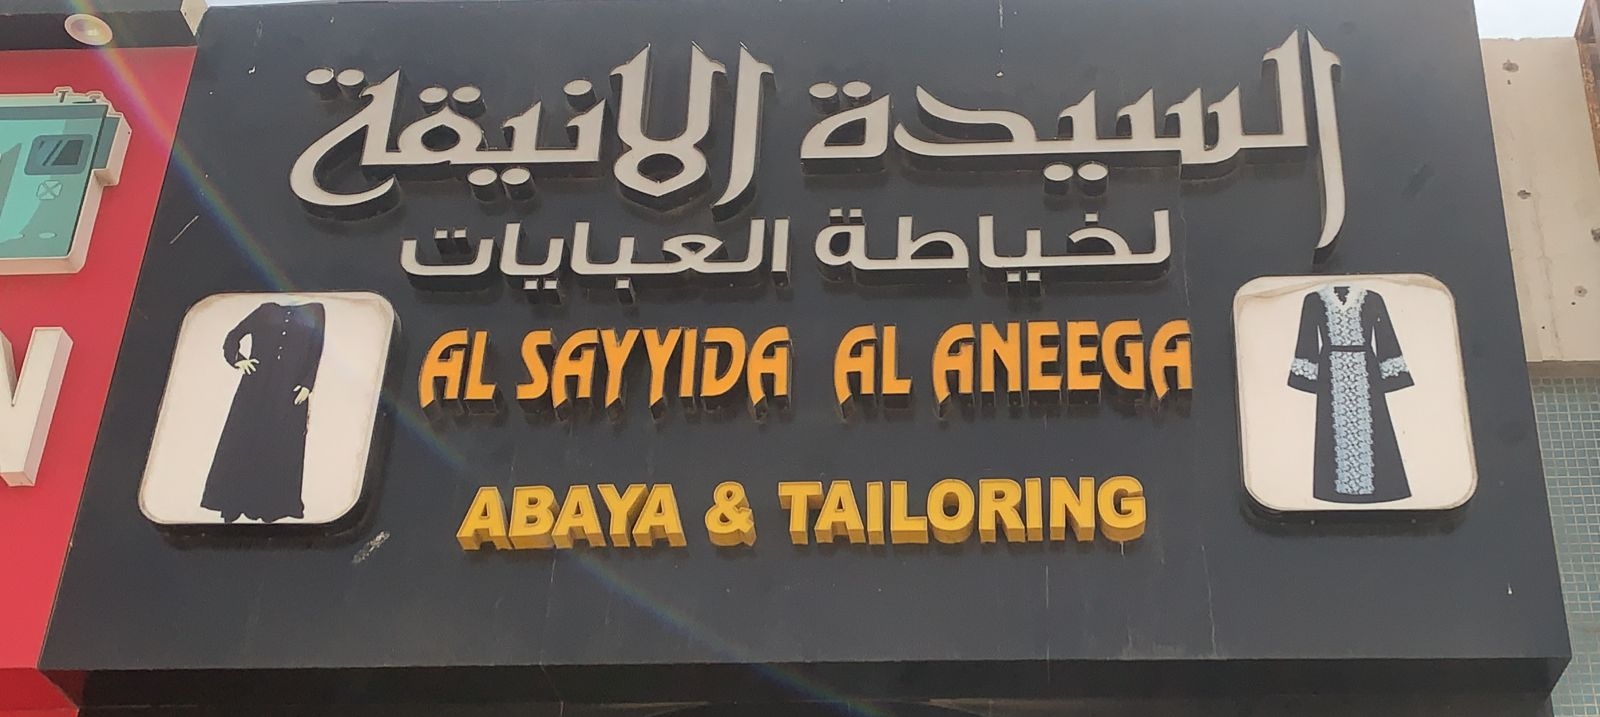 السيدة الانيقة
لخياطة العبايات
AL SAYYIDA AL ANEEGA
ABAYA & TAILORING